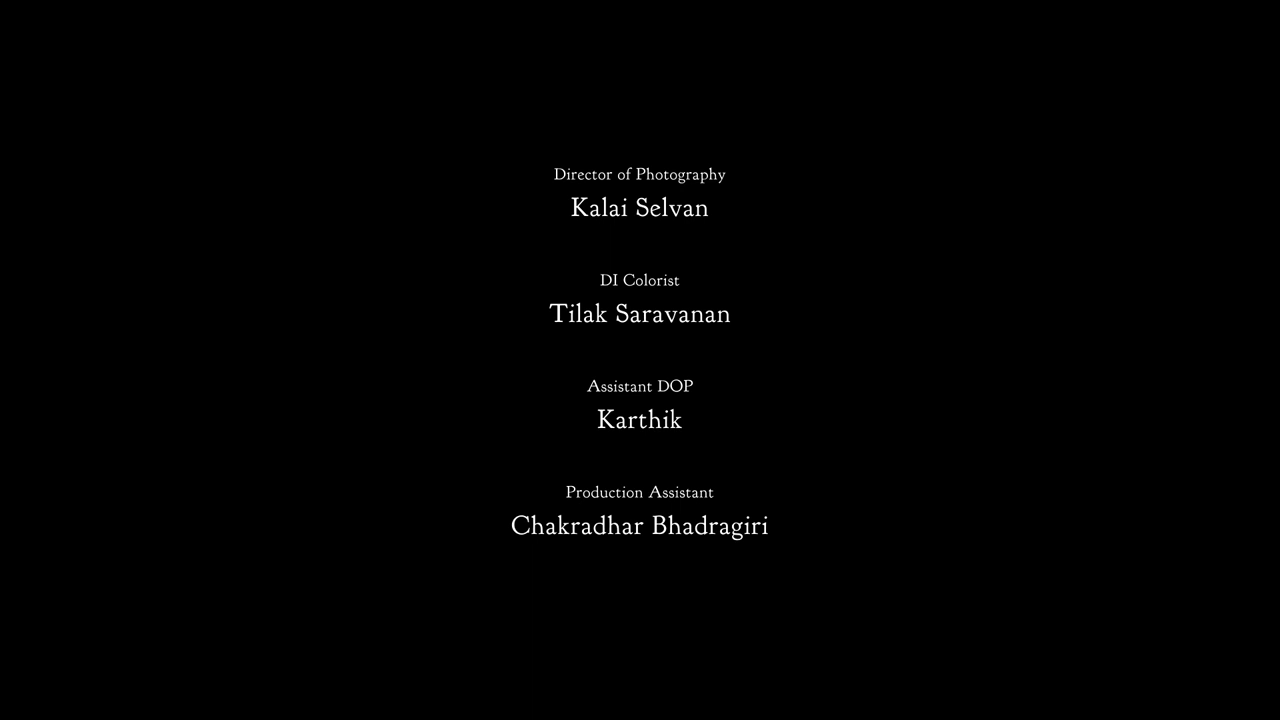 Director of Photography
Kalai Selvan
DI Colorist
Tilak Saravanan
Assistant DOP
Karthik
Production Assistant
Chakradhar Bhadragiri